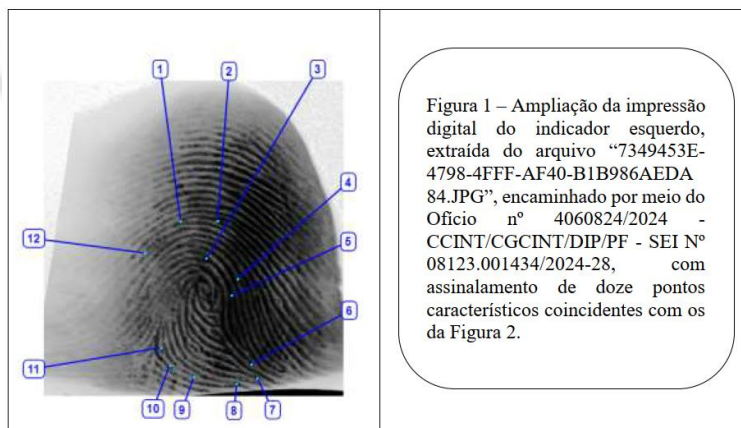 1
2
3
4
5
6
7
8
9
10
11
12
Figura 1 – Ampliação da impressão
digital do indicador esquerdo,
extraída do arquivo “7349453E-
4798-4FFF-AF40-B1B986AEDA
84.JPG”, encaminhado por meio do
Ofício nº 4060824/2024 -
CCINT/CGCINT/DIP/PF - SEI Nº
08123.001434/2024-28, com
assinalamento de doze pontos
característicos coincidentes com os
da Figura 2.